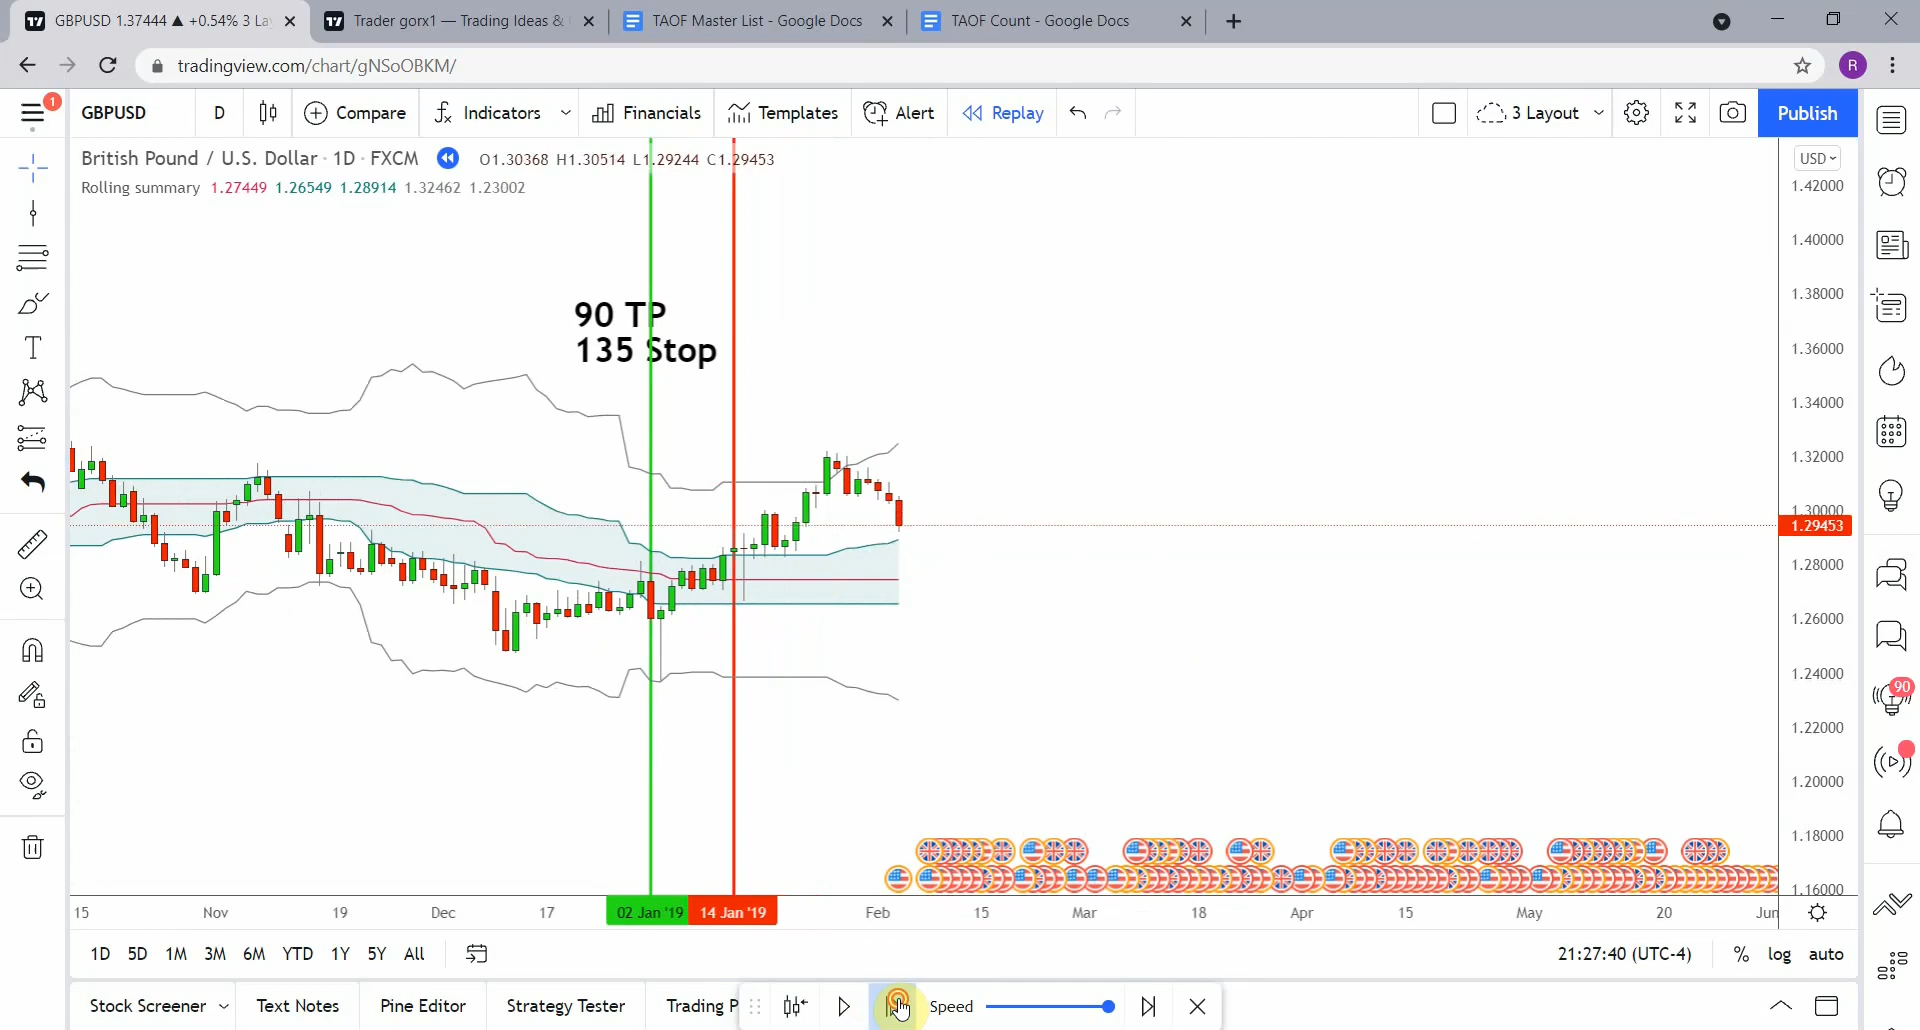 GBPUSD 1.37444 ▲ +0.54% 3 La
Trader gorx1 — Trading Ideas &
TAOF Master List - Google Docs
TAOF Count - Google Docs
tradingview.com/chart/gNSoOBKM/
R
1
GBPUSD
D
Compare
Indicators
Financials
Templates
Alert
Replay
3 Layout
Publish
British Pound / U.S. Dollar · 1D · FXCM
O1.30368 H1.30514 L1.29244 C1.29453
Rolling summary 1.27449 1.26549 1.28914 1.32462 1.23002
USD
90 TP
135 Stop
1.42000
1.40000
1.38000
1.36000
1.34000
1.32000
1.30000
1.29453
1.28000
1.26000
1.24000
1.22000
1.20000
1.18000
1.16000
90
15 Nov 19 Dec 17 02 Jan '19 14 Jan '19 Feb 15 Mar 18 Apr 15 May 20 Jun
1D 5D 1M 3M 6M YTD 1Y 5Y All
21:27:40 (UTC-4) % log auto
Stock Screener Text Notes Pine Editor Strategy Tester Trading P
Speed